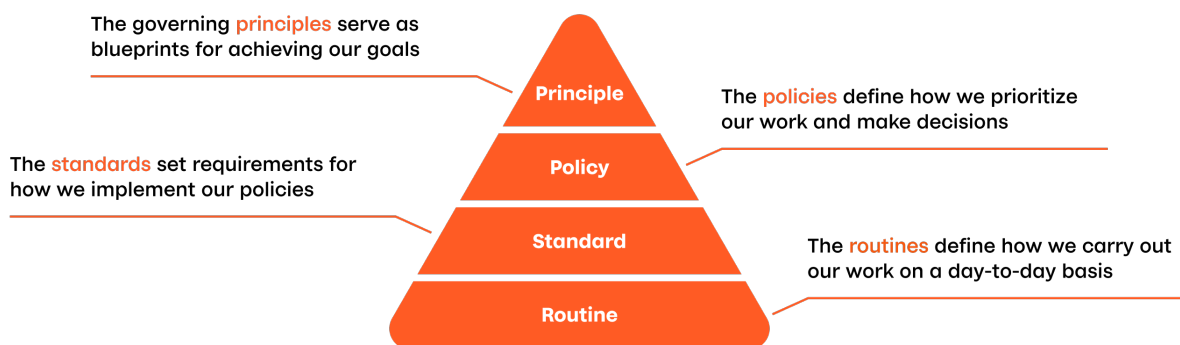 The governing principles serve as
blueprints for achieving our goals
Principle
The policies define how we prioritize
our work and make decisions
Policy
The standards set requirements for
how we implement our policies
Standard
The routines define how we carry out
our work on a day-to-day basis
Routine